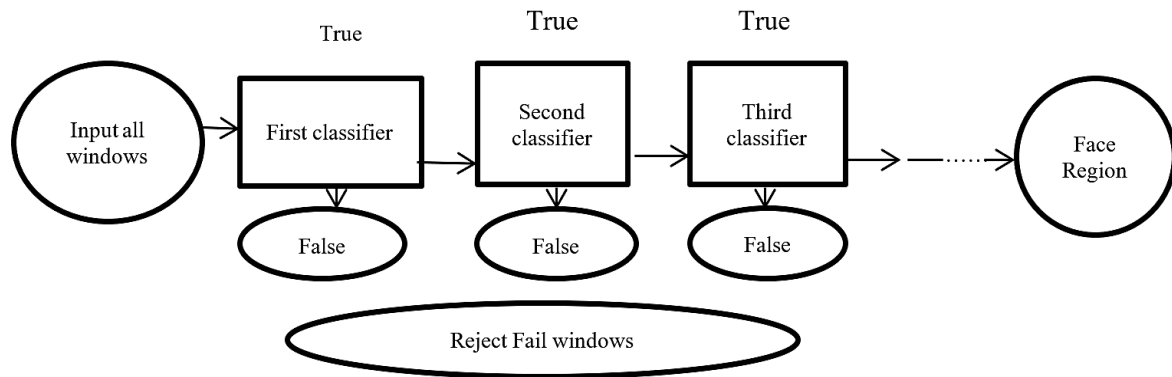 True
True
True
Input all
windows
First classifier
Second
classifier
Third
classifier
Face
Region
False
False
False
Reject Fail windows